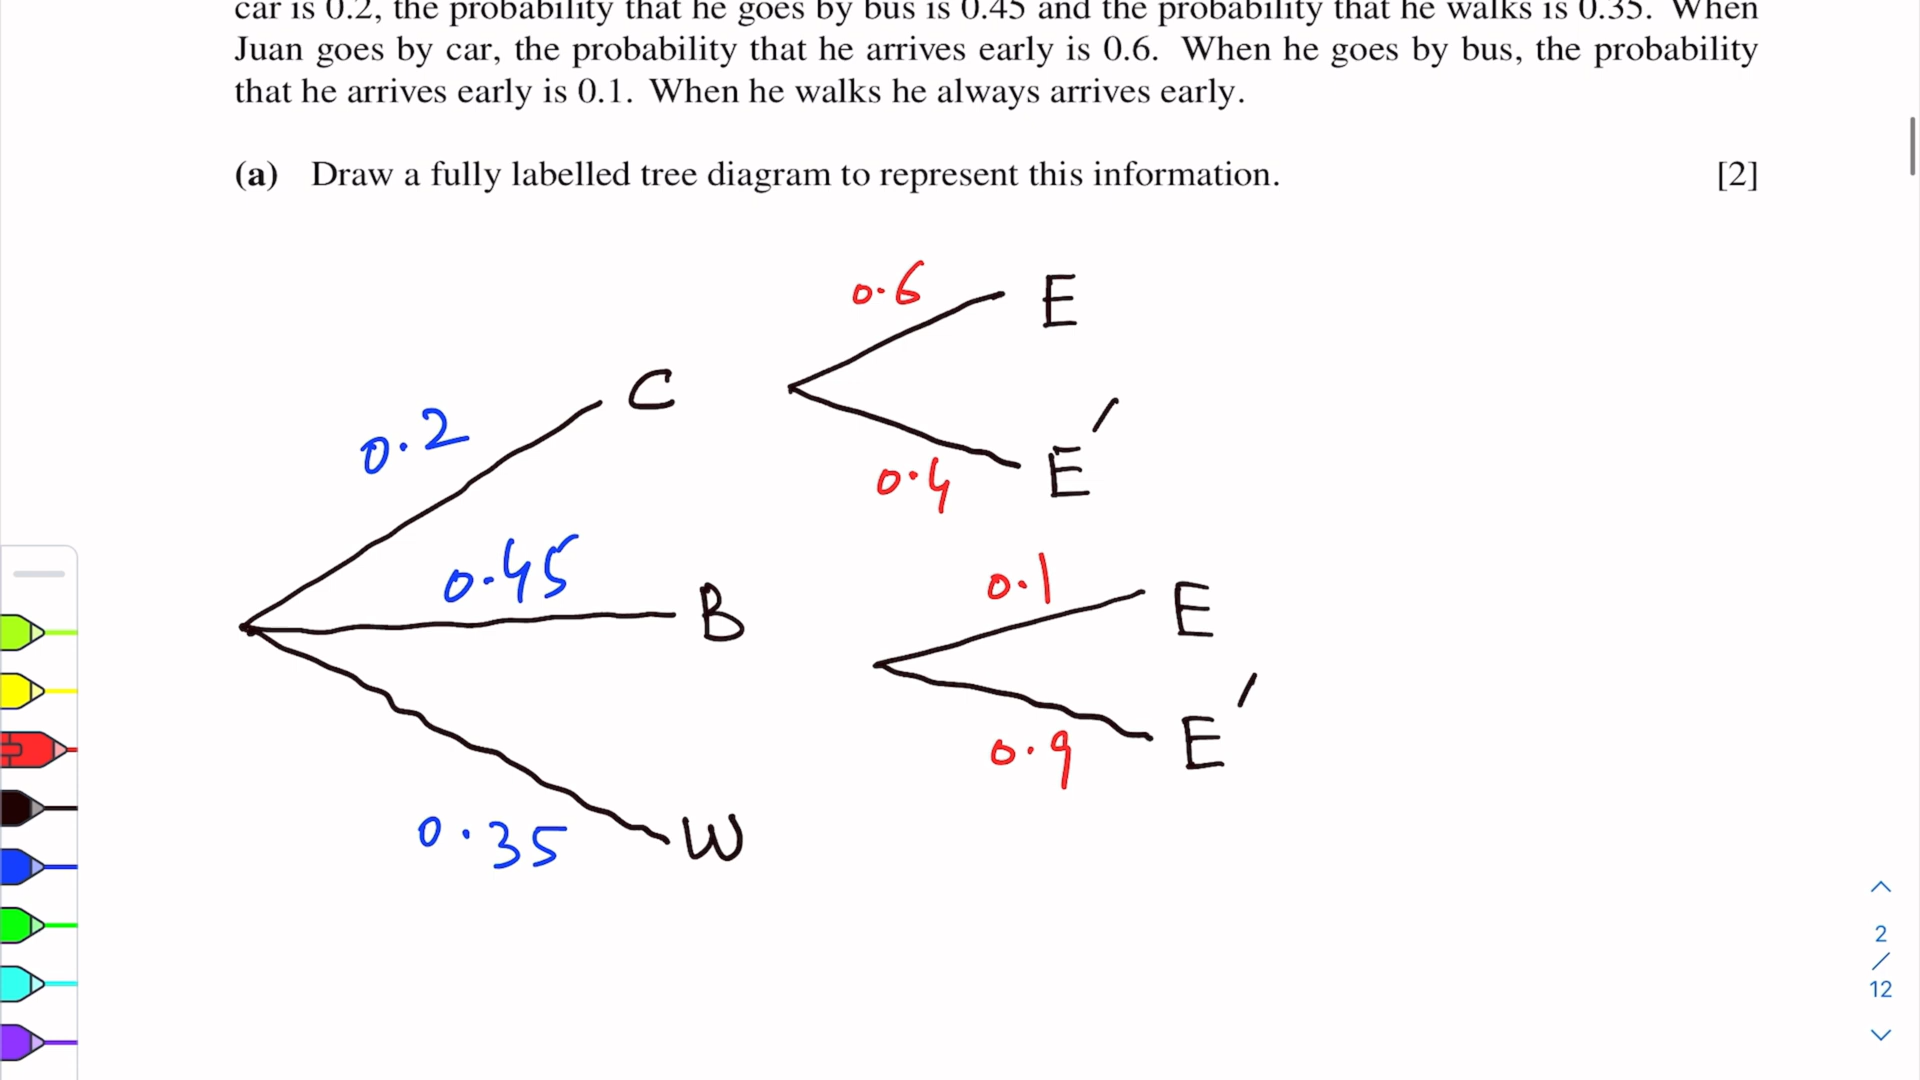 car is 0.2, the probability that he goes by bus is 0.45 and the probability that he walks is 0.35. When
Juan goes by car, the probability that he arrives early is 0.6. When he goes by bus, the probability
that he arrives early is 0.1. When he walks he always arrives early.
(a) Draw a fully labelled tree diagram to represent this information. [2]
0.6 E
C
0.2
E′
0.4
0.45
0.1 E
B
E′
0.9
0.35 W
2
/
12